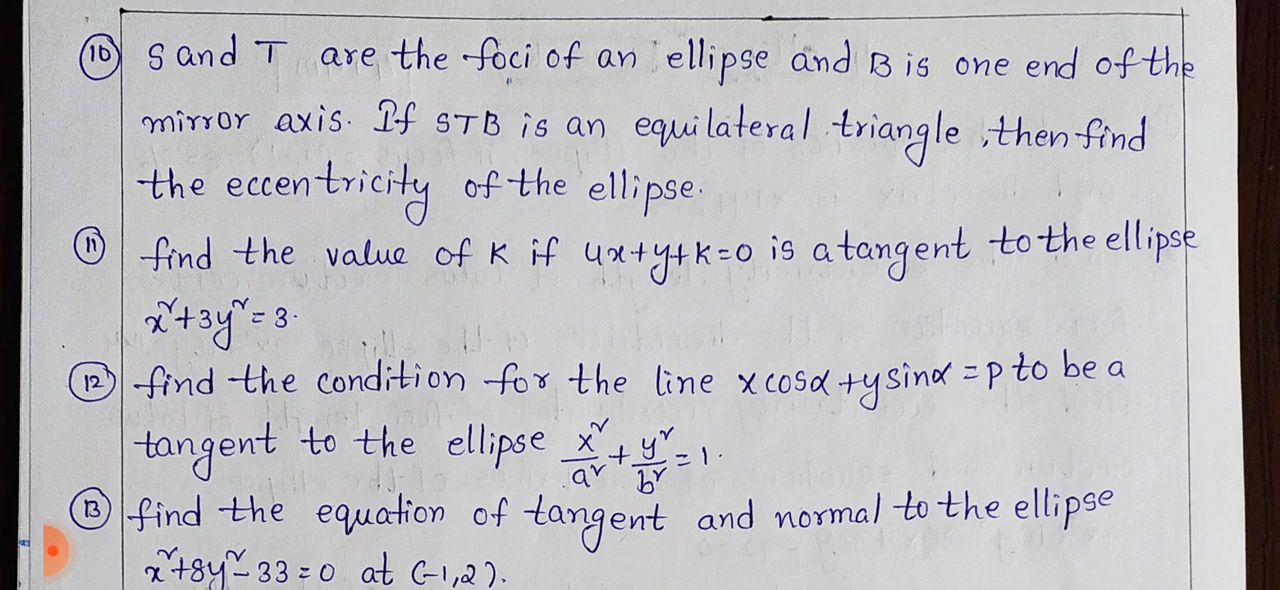 (10) S and T are the foci of an ellipse and B is one end of the
mirror axis. If STB is an equilateral triangle, then find
the eccentricity of the ellipse.
(11) find the value of K if 4x+y+k=0 is a tangent to the ellipse
x²+3y²=3.
(12) find the condition for the line x cosα + y sinα = p to be a
tangent to the ellipse x²/a² + y²/b² = 1.
(13) find the equation of tangent and normal to the ellipse
x²+8y²-33=0 at (-1,2).